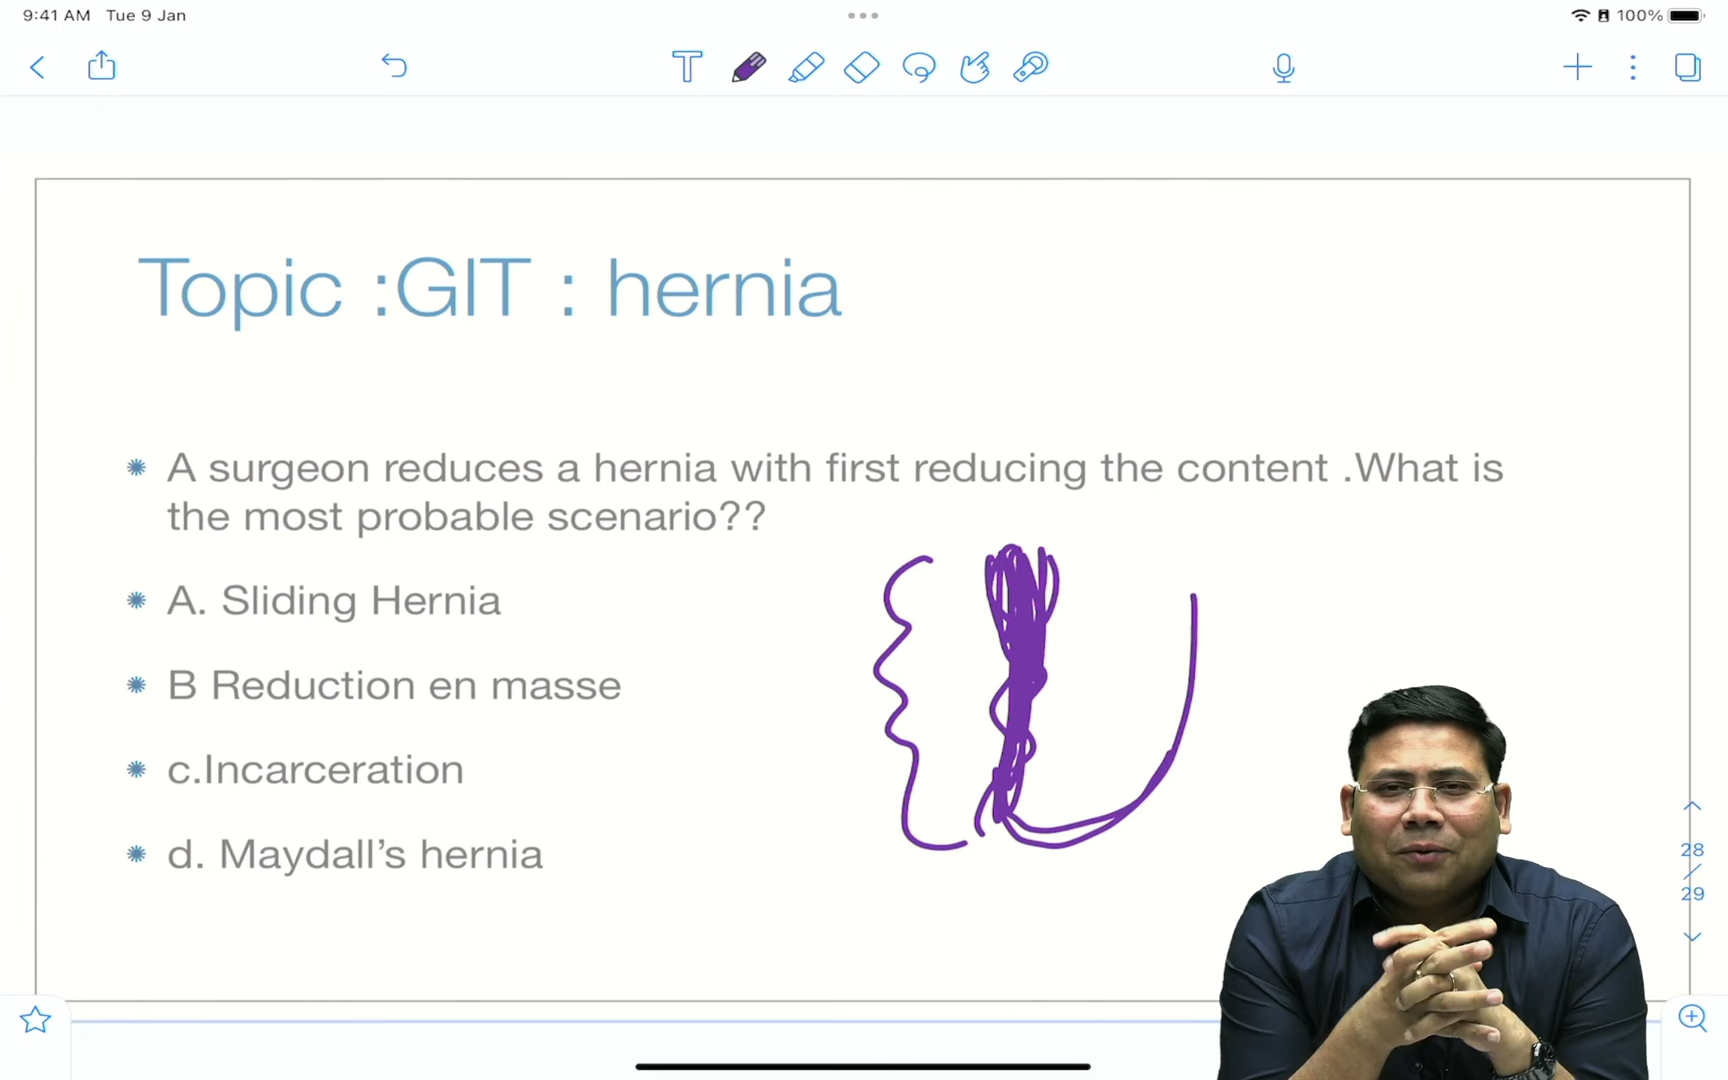 9:41 AM Tue 9 Jan
100%
Topic :GIT : hernia
A surgeon reduces a hernia with first reducing the content .What is
the most probable scenario??
A. Sliding Hernia
B Reduction en masse
c.Incarceration
d. Maydall’s hernia
28
/
29